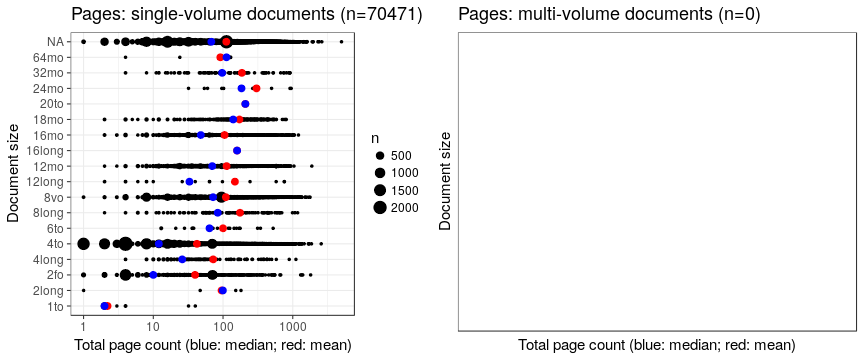 Pages: single-volume documents (n=70471)
Document size
NA
64mo
32mo
24mo
20to
18mo
16mo
16long
12mo
12long
8vo
8long
6to
4to
4long
2fo
2long
1to
1 10 100 1000
Total page count (blue: median; red: mean)
n
500
1000
1500
2000
Pages: multi-volume documents (n=0)
Document size
Total page count (blue: median; red: mean)